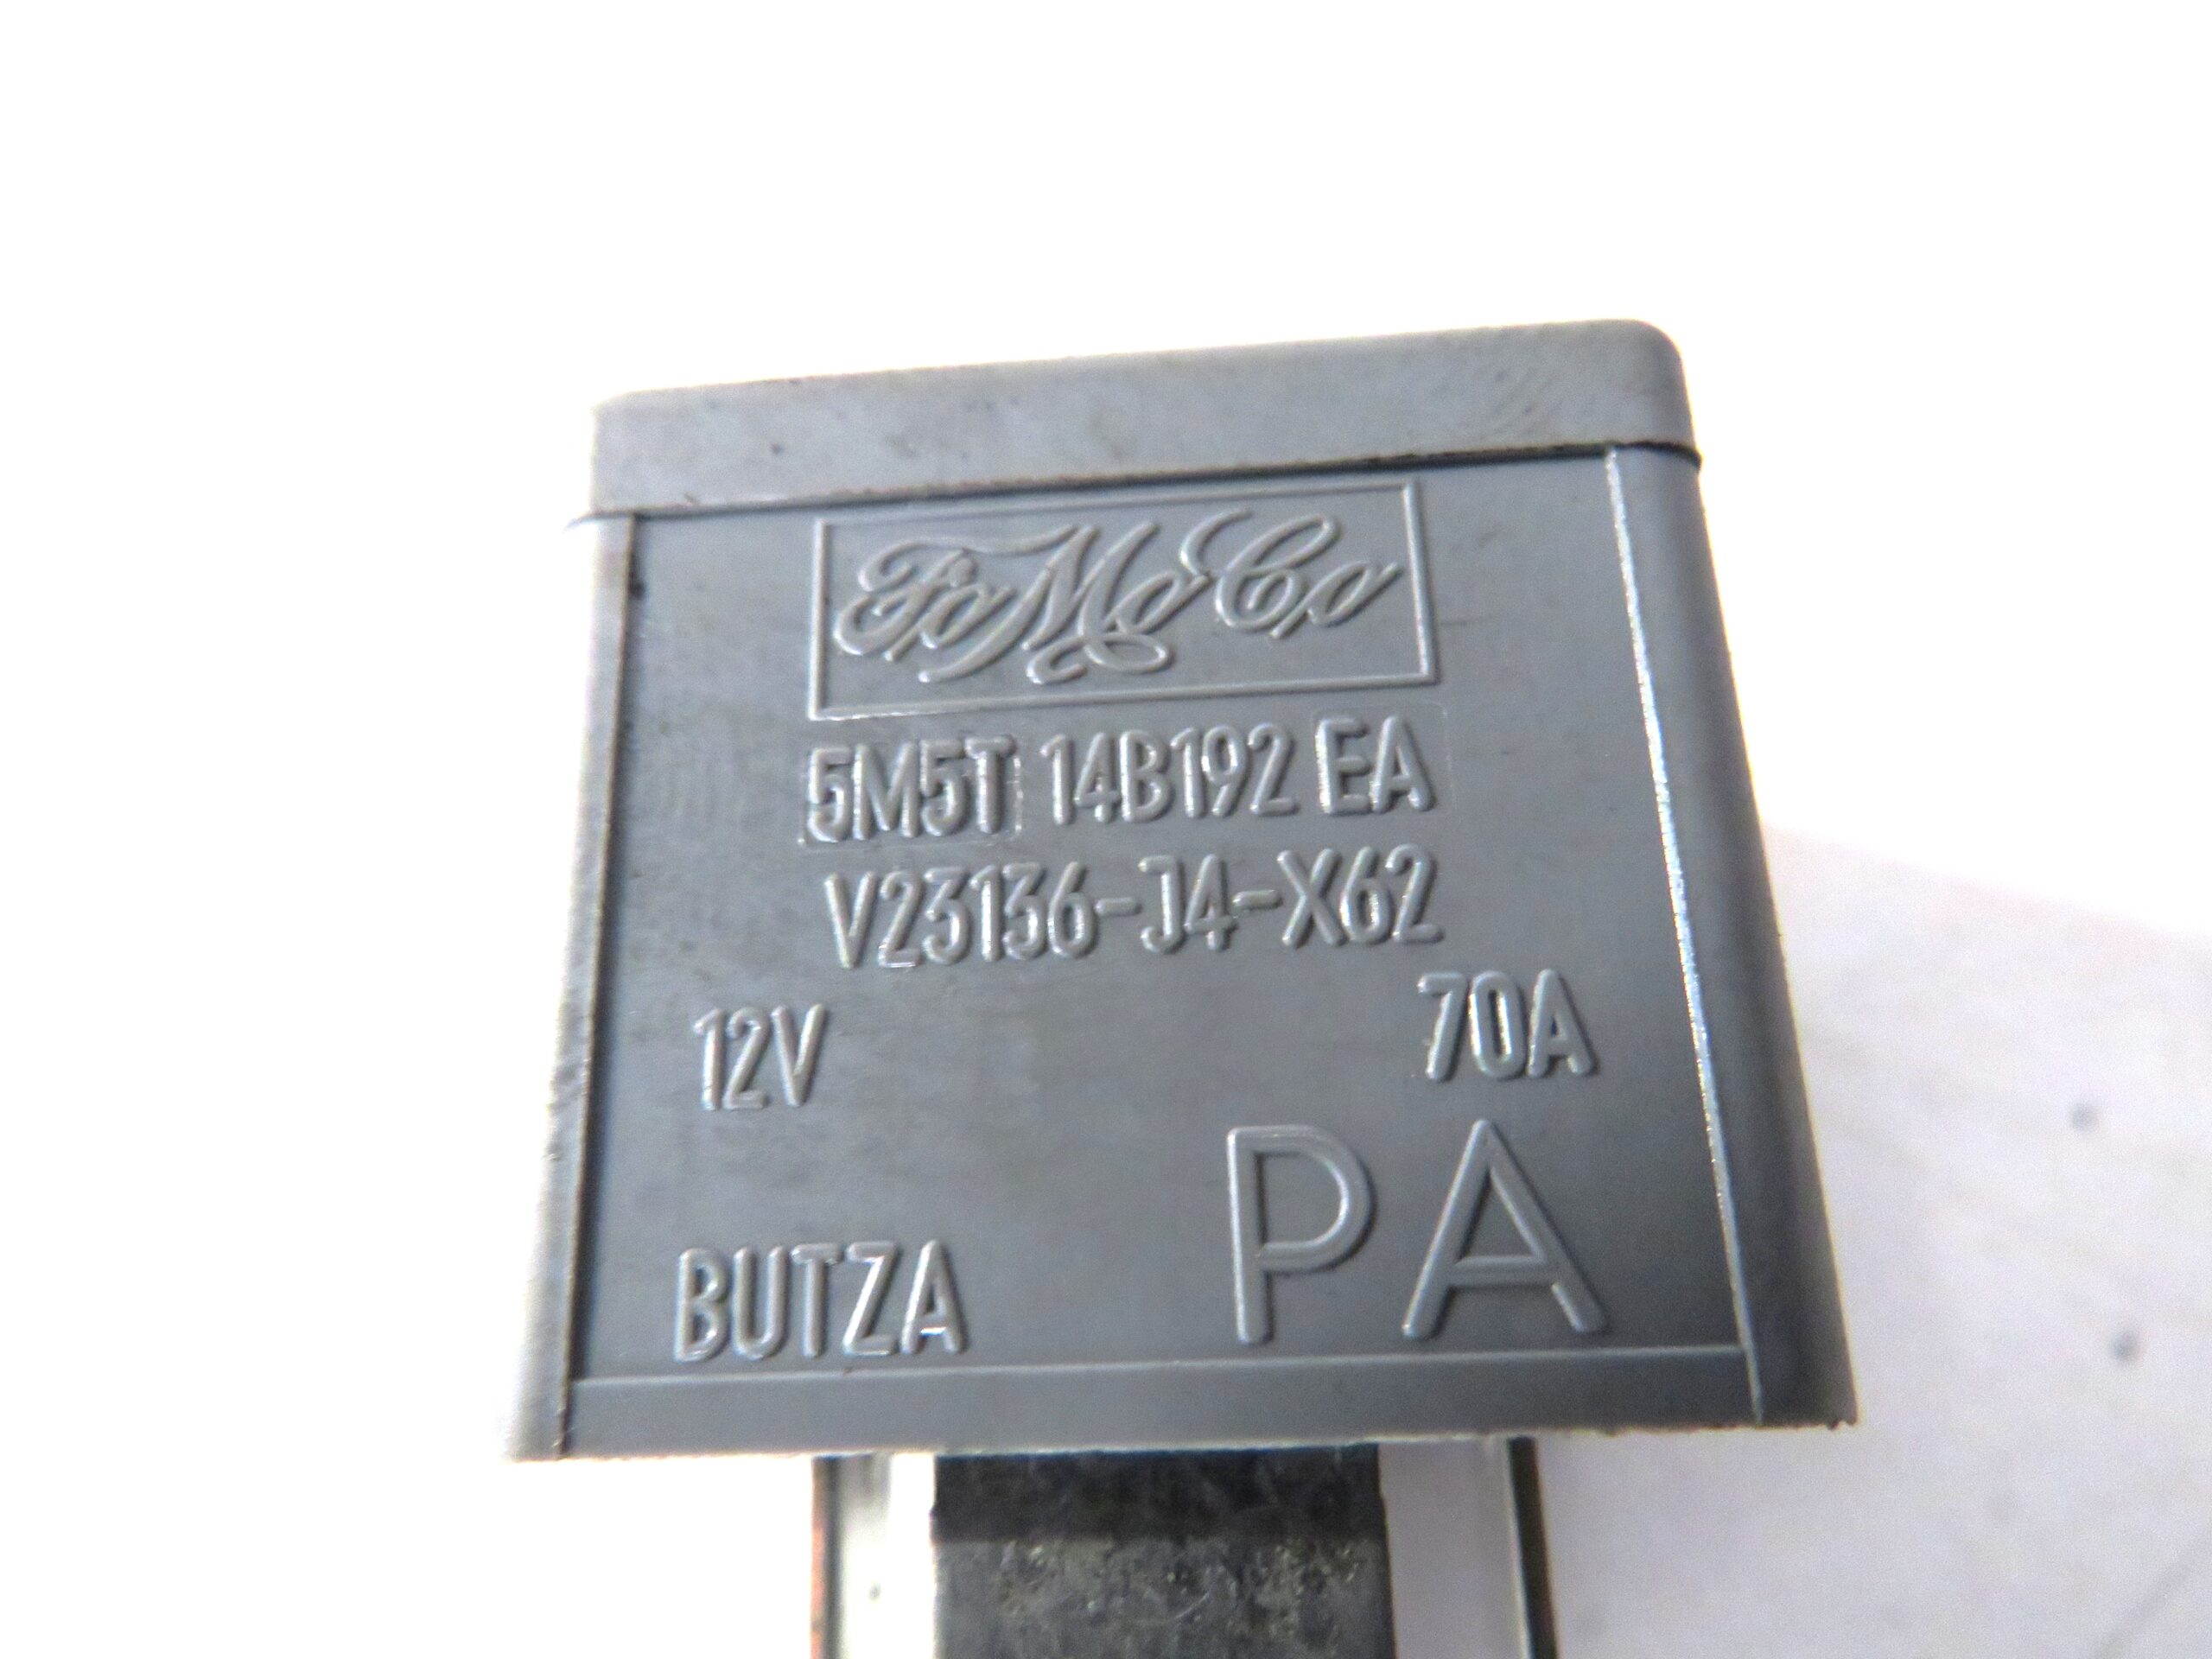 FoMoCo
5M5T 14B192 EA
V23136-J4-X62
12V 70A
BUTZA PA